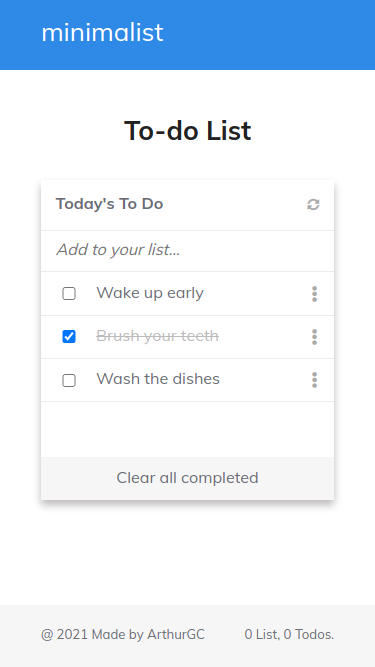 minimalist
To-do List
Today's To Do
Add to your list...
Wake up early
Brush your teeth
Wash the dishes
Clear all completed
@ 2021 Made by ArthurGC 0 List, 0 Todos.